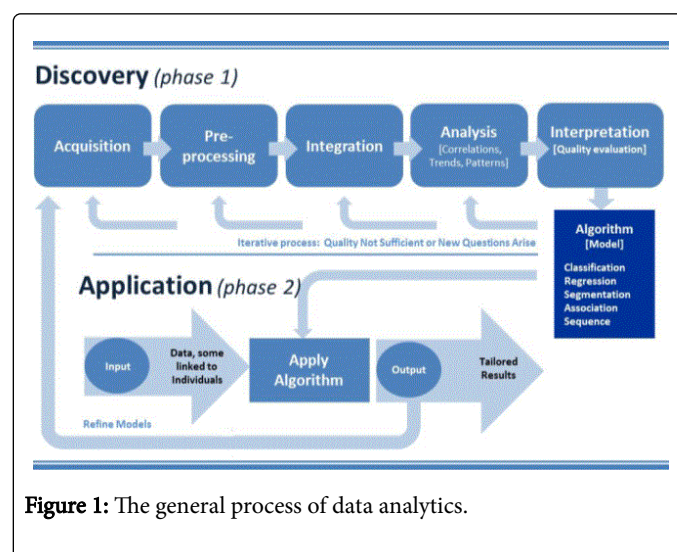 Discovery (phase 1)
Acquisition
Pre-
processing
Integration
Analysis
[Correlations,
Trends, Patterns]
Interpretation
[Quality evaluation]
Iterative process: Quality Not Sufficient or New Questions Arise
Algorithm
[Model]
Classification
Regression
Segmentation
Association
Sequence
Application (phase 2)
Input
Data, some
linked to
Individuals
Apply
Algorithm
Output
Tailored
Results
Refine Models
Figure 1: The general process of data analytics.